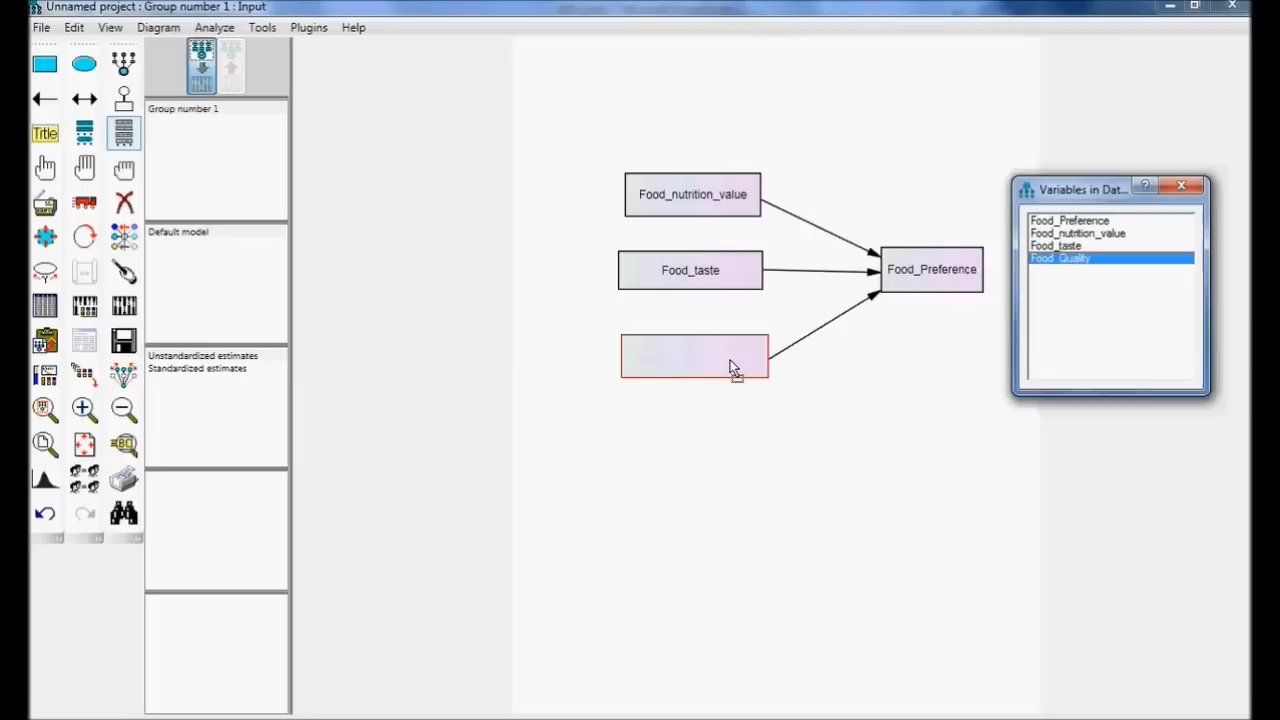 Unnamed project : Group number 1 : Input
File Edit View Diagram Analyze Tools Plugins Help
Title
Group number 1
Default model
Unstandardized estimates
Standardized estimates
Food_nutrition_value
Food_taste
Food_Preference
Variables in Dat...
Food_Preference
Food_nutrition_value
Food_taste
Food_Quality